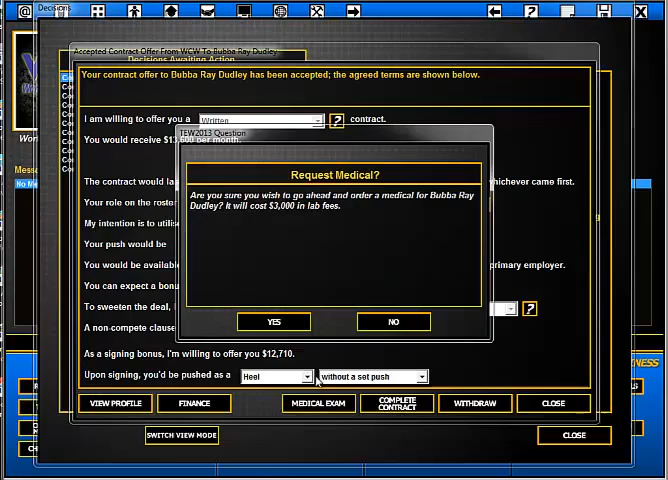 Decisions
Accepted Contract Offer From WCW To Bubba Ray Dudley
Decisions Awaiting Action
Your contract offer to Bubba Ray Dudley has been accepted; the agreed terms are shown below.
I am willing to offer you a Written ? contract.
TEW2013 Question
You would receive $13,600 per month.
Request Medical?
The contract would la whichever came first.
Are you sure you wish to go ahead and order a medical for Bubba Ray
Dudley? It will cost $3,000 in lab fees.
Your role on the roster
My intention is to utilis
Your push would be
You would be availab primary employer.
You can expect a bonu
To sweeten the deal, I ?
YES NO
A non-compete clause
As a signing bonus, I'm willing to offer you $12,710.
Upon signing, you'd be pushed as a Heel without a set push
VIEW PROFILE FINANCE MEDICAL EXAM COMPLETE CONTRACT WITHDRAW CLOSE
SWITCH VIEW MODE CLOSE